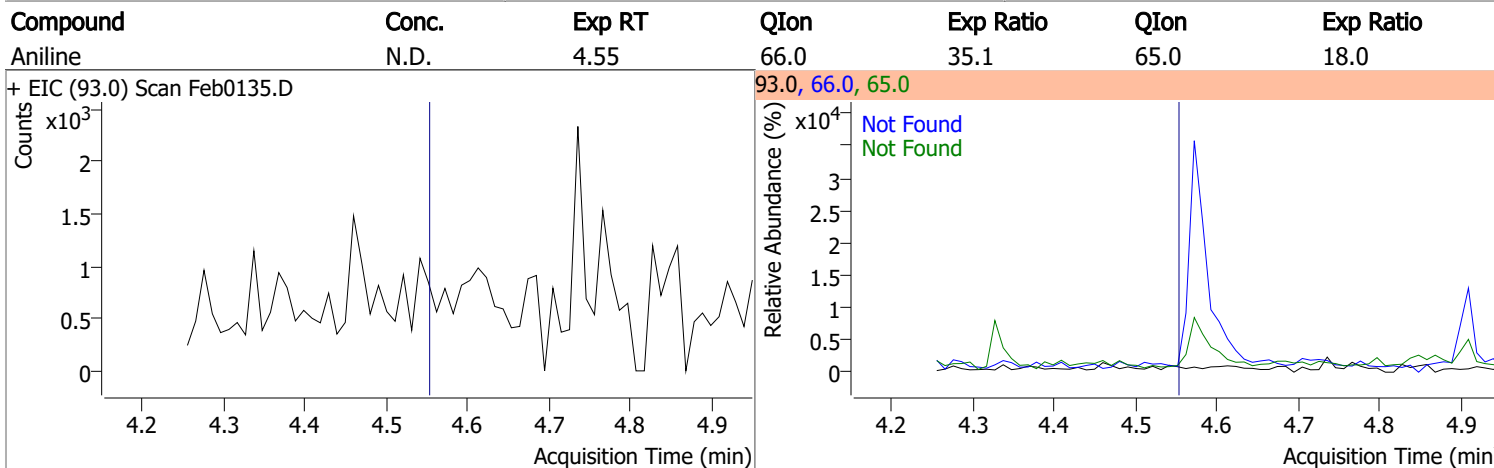 Compound Conc. Exp RT QIon Exp Ratio QIon Exp Ratio
Aniline N.D. 4.55 66.0 35.1 65.0 18.0
+ EIC (93.0) Scan Feb0135.D
Counts
x10³
2
1.5
1
0.5
0
4.2 4.3 4.4 4.5 4.6 4.7 4.8 4.9
Acquisition Time (min)
93.0, 66.0, 65.0
Relative Abundance (%)
x10⁴
Not Found
Not Found
3
2.5
2
1.5
1
0.5
0
4.2 4.3 4.4 4.5 4.6 4.7 4.8 4.9
Acquisition Time (min